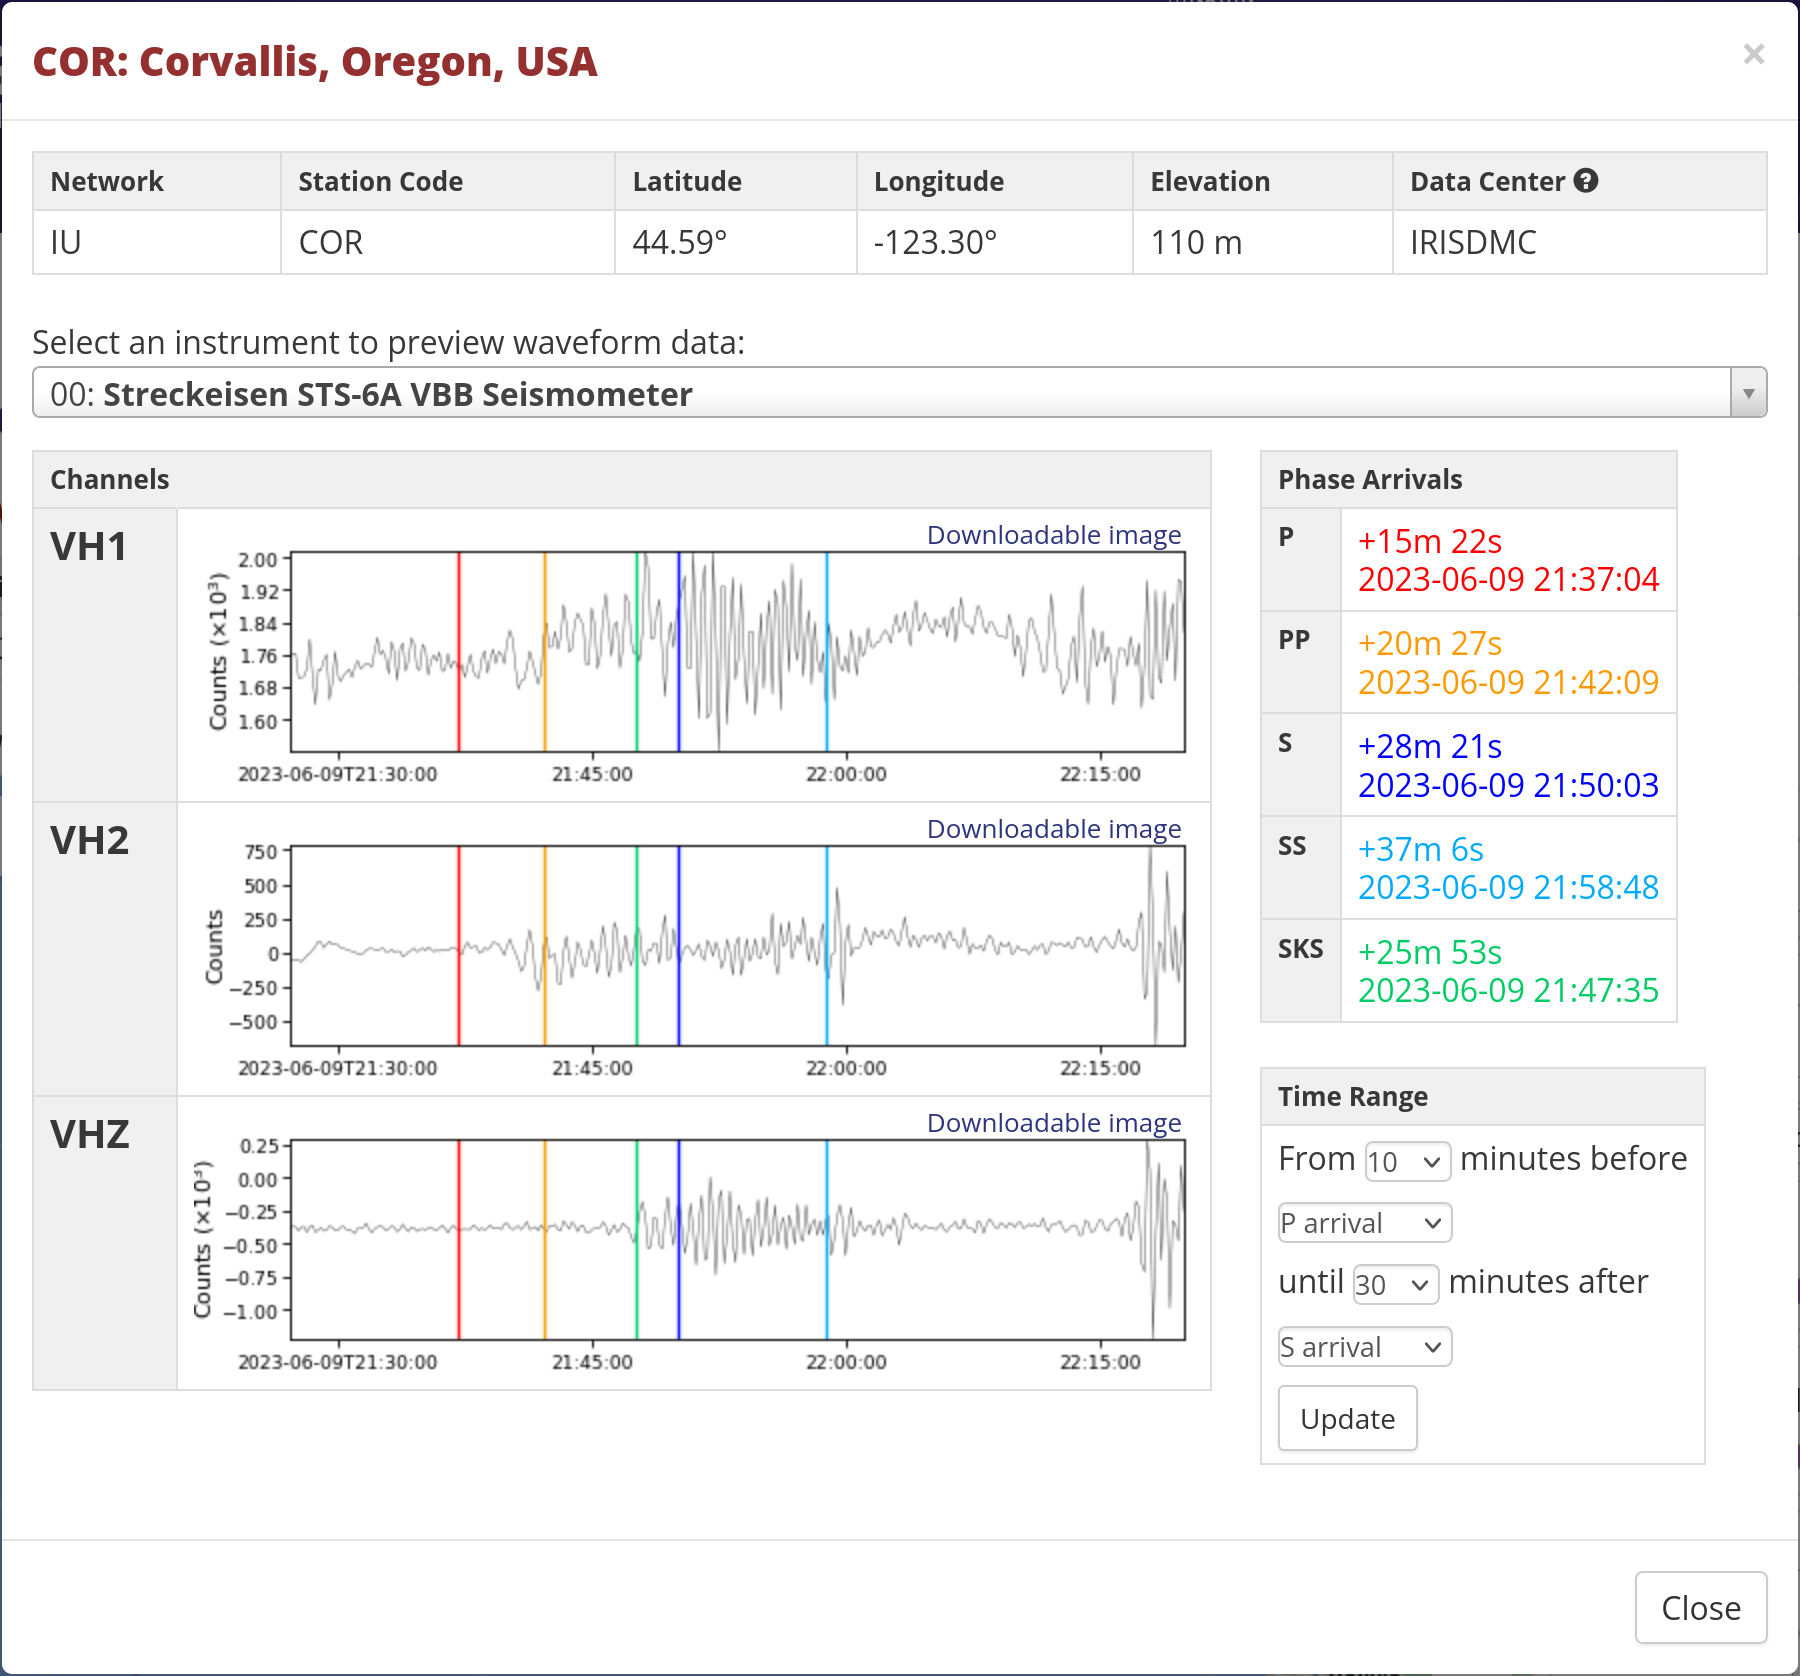 COR: Corvallis, Oregon, USA
×
Network Station Code Latitude Longitude Elevation Data Center ?
IU COR 44.59° -123.30° 110 m IRISDMC
Select an instrument to preview waveform data:
00: Streckeisen STS-6A VBB Seismometer
Channels
VH1
Downloadable image
Counts (×10³)
2.00
1.92
1.84
1.76
1.68
1.60
2023-06-09T21:30:00 21:45:00 22:00:00 22:15:00
VH2
Downloadable image
Counts
750
500
250
0
−250
−500
2023-06-09T21:30:00 21:45:00 22:00:00 22:15:00
VHZ
Downloadable image
Counts (×10³)
0.25
0.00
−0.25
−0.50
−0.75
−1.00
2023-06-09T21:30:00 21:45:00 22:00:00 22:15:00
Phase Arrivals
P +15m 22s
2023-06-09 21:37:04
PP +20m 27s
2023-06-09 21:42:09
S +28m 21s
2023-06-09 21:50:03
SS +37m 6s
2023-06-09 21:58:48
SKS +25m 53s
2023-06-09 21:47:35
Time Range
From 10 minutes before
P arrival
until 30 minutes after
S arrival
Update
Close